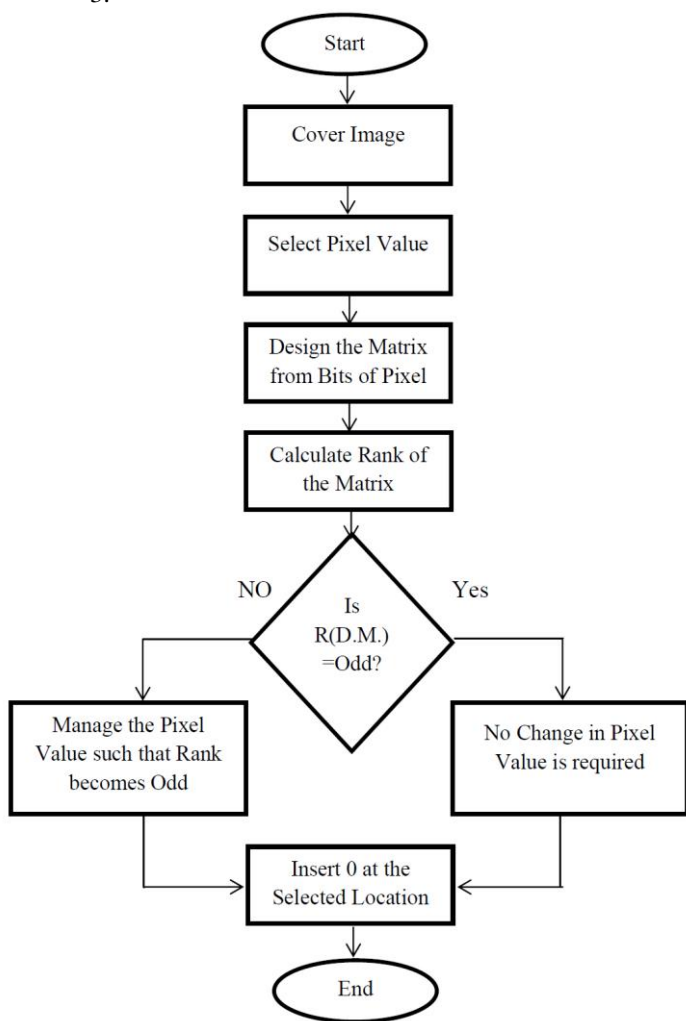 Start
Cover Image
Select Pixel Value
Design the Matrix
from Bits of Pixel
Calculate Rank of
the Matrix
NO
Yes
Is
R(D.M.)
=Odd?
Manage the Pixel
Value such that Rank
becomes Odd
No Change in Pixel
Value is required
Insert 0 at the
Selected Location
End